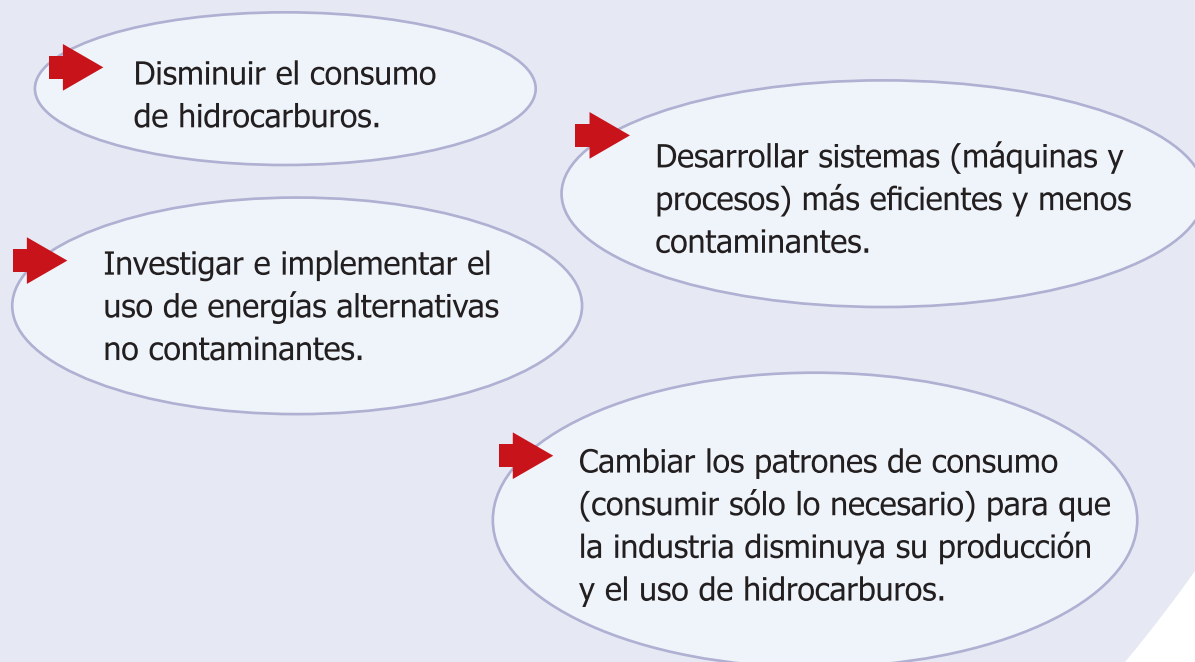 Disminuir el consumo
de hidrocarburos.
Desarrollar sistemas (máquinas y
procesos) más eficientes y menos
contaminantes.
Investigar e implementar el
uso de energías alternativas
no contaminantes.
Cambiar los patrones de consumo
(consumir sólo lo necesario) para que
la industria disminuya su producción
y el uso de hidrocarburos.